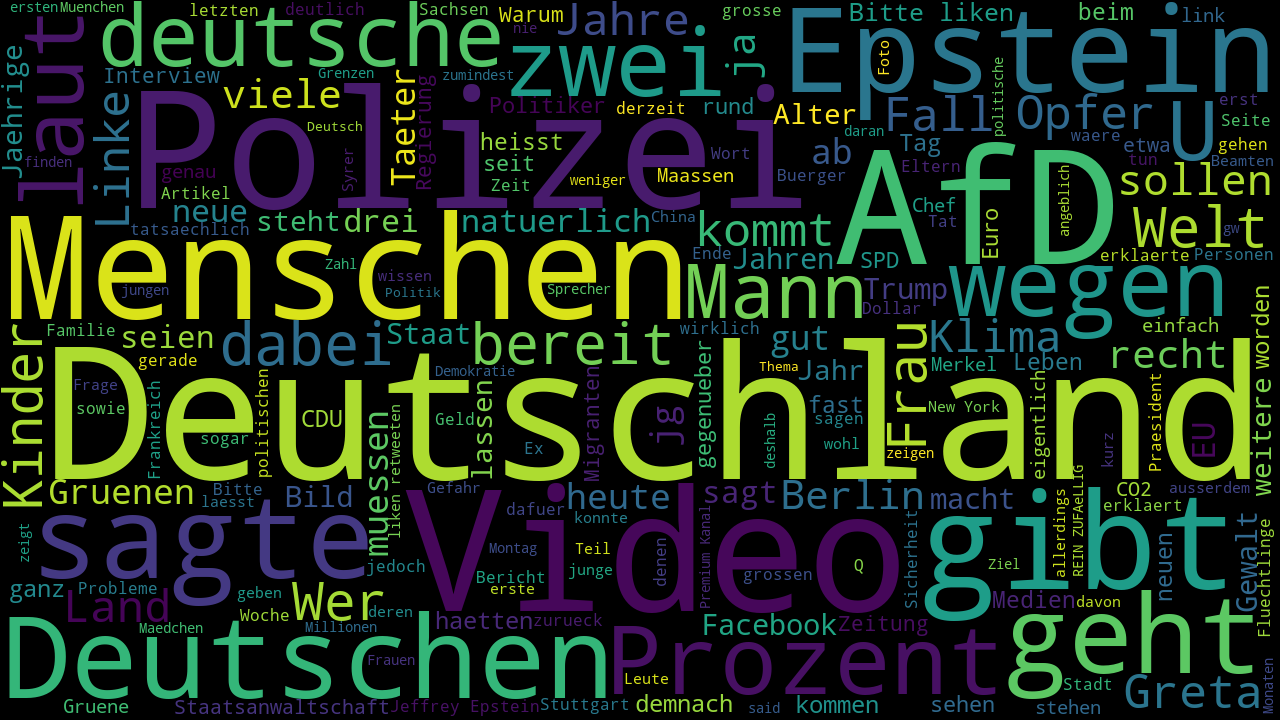 ersten
Muenchen
letzten
deutlich
Sachsen
Warum
Jahre
grosse
Bitte liken
beim
link
deutsche
nie
zwei
ja
Epstein
Foto
laut
Jaehrige
Interview
Grenzen
zumindest
Linke
viele
Taeter
Regierung
Politiker
derzeit
rund
Alter
Fall
Opfer
politische
U
erst
Seite
Polizei
Deutsch
heisst
daran
waere
etwa
gehen
finden
genau
Syrer
seit
Wort
ab
Tag
tun
Beamten
Artikel
Zeit
weniger
Maassen
Buerger
Eltern
AfD
angeblich
sollen
neue
Chef
Welt
tatsaechlich
steht
drei
natuerlich
China
kommt
Tat
Euro
gw
Menschen
Zahl
Ende
Jahren
SPD
erklaerte
Personen
jungen
wissen
Politik
Sprecher
Mann
Trump
Dollar
wegen
Familie
seien
dabei
Staat
bereit
wirklich
gut
Frau
Klima
einfach
worden
Kinder
gerade
Demokratie
Thema
Jahr
Merkel
Leben
recht
Deutschland
Frage
sowie
Frankreich
sogar
politischen
CDU
muessen
liken retweeten
Geld
lassen
Ex
Migranten
jg
gegenueber
deshalb
fast
sagen
wohl
zeigen
New York
eigentlich
kurz
Praesident
EU
weitere
Gruenen
laesst
Bitte
Bild
Gefahr
heute
sagt
Berlin
macht
CO2
ausserdem
erklaert
sagte
zeigt
Video
dafuer
konnte
Montag
Teil
denen
Premium Kanal
Q
Sicherheit
gibt
Ziel
allerdings
REIN ZUFAELLIG
neuen
Gewalt
Fluechtlinge
jedoch
Bericht
junge
grossen
erste
ganz
Probleme
geben
Land
Woche
Wer
deren
Medien
davon
Maedchen
Millionen
haetten
zurueck
Facebook
Zeitung
geht
Deutschen
Frauen
Leute
Prozent
Stadt
Monaten
Gruene
Staatsanwaltschaft
Jeffrey Epstein
Stuttgart
demnach
said
kommen
sehen
stehen
Greta